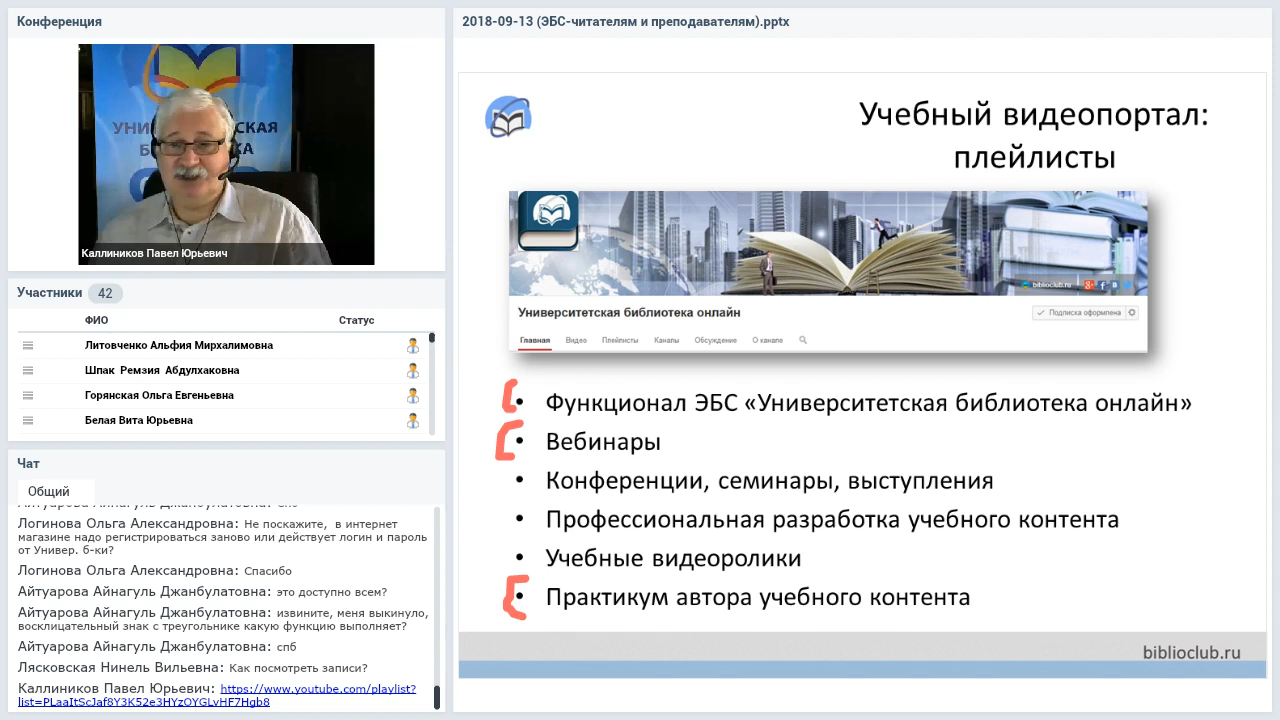 Конференция
УНИ СКАЯ
Каллиников Павел Юрьевич
Участники 42
ФИО Статус
Литовченко Альфия Мирхалимовна
Шпак Ремзия Абдулхаковна
Горянская Ольга Евгеньевна
Белая Вита Юрьевна
Чат
Общий
Айтуарова Айнагуль Джанбулатовна: спб
Логинова Ольга Александровна: Не поскажите, в интернет
магазине надо регистрироваться заново или действует логин и пароль
от Универ. б-ки?
Логинова Ольга Александровна: Спасибо
Айтуарова Айнагуль Джанбулатовна: это доступно всем?
Айтуарова Айнагуль Джанбулатовна: извините, меня выкинуло,
восклицательный знак с треугольнике какую функцию выполняет?
Айтуарова Айнагуль Джанбулатовна: спб
Лясковская Нинель Вильевна: Как посмотреть записи?
Каллиников Павел Юрьевич: https://www.youtube.com/playlist?
list=PLaaItScJaf8Y3K52e3HYzOYGLvHF7Hgb8
2018-09-13 (ЭБС-читателям и преподавателям).pptx
Учебный видеопортал:
плейлисты
biblioclub.ru
Университетская библиотека онлайн
Подписка оформлена
Главная Видео Плейлисты Каналы Обсуждение О канале
• Функционал ЭБС «Университетская библиотека онлайн»
• Вебинары
• Конференции, семинары, выступления
• Профессиональная разработка учебного контента
• Учебные видеоролики
• Практикум автора учебного контента
biblioclub.ru